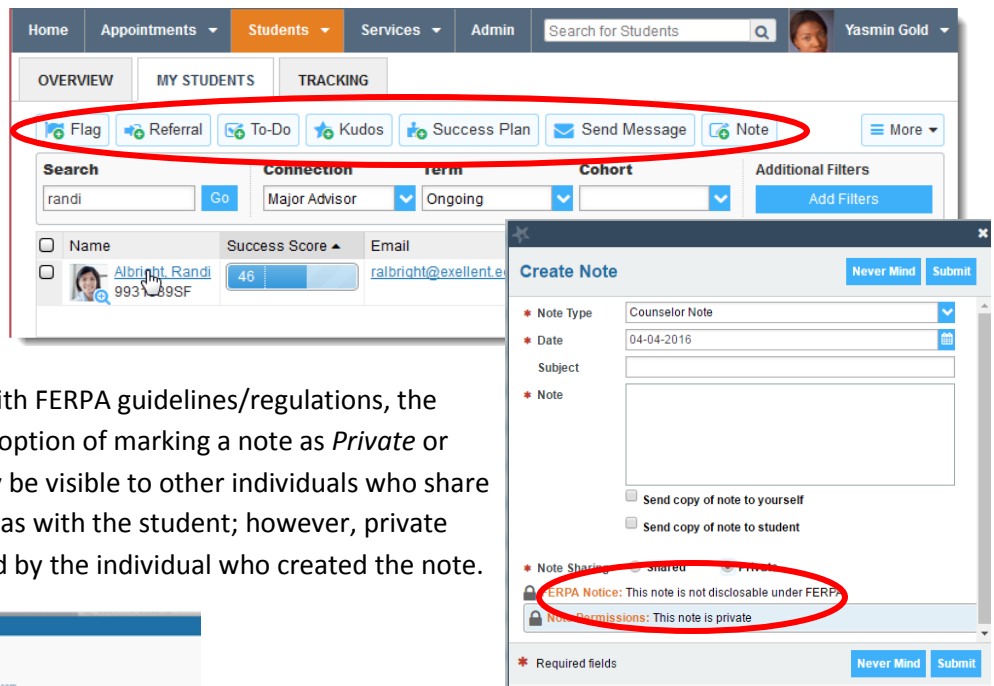 Home Appointments Students Services Admin Search for Students Yasmin Gold
OVERVIEW MY STUDENTS TRACKING
Flag Referral To-Do Kudos Success Plan Send Message Note More
Search Connection Term Cohort Additional Filters
randi Go Major Advisor Ongoing Add Filters
Name Success Score Email
Albright, Randi 46 ralbright@exellent.e
Create Note Never Mind Submit
* Note Type Counselor Note
* Date 04-04-2016
Subject
* Note
Send copy of note to yourself
Send copy of note to student
* Note Sharing Shared Private
FERPA Notice: This note is not disclosable under FERPA
Note Permissions: This note is private
* Required fields Never Mind Submit
ith FERPA guidelines/regulations, the
option of marking a note as Private or
be visible to other individuals who share
as with the student; however, private
d by the individual who created the note.